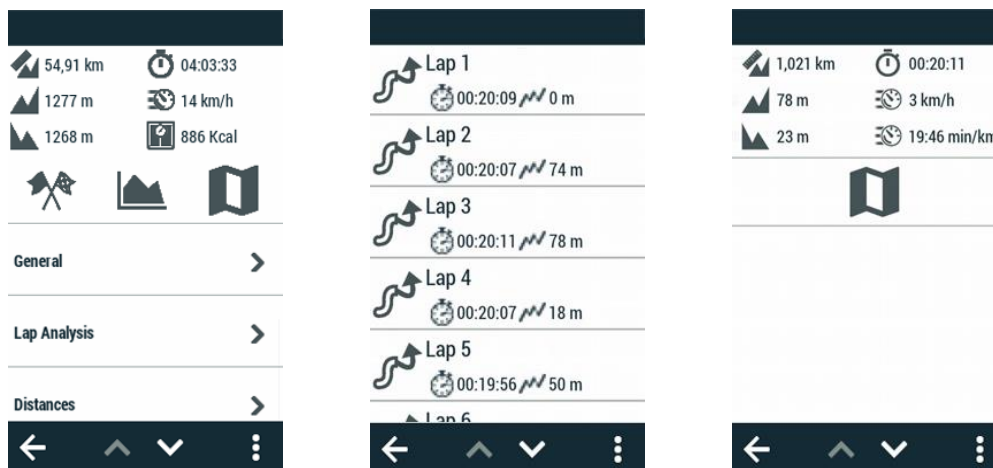 54,91 km 04:03:33
1277 m 14 km/h
1268 m 886 Kcal
General
Lap Analysis
Distances
Lap 1
00:20:09 0 m
Lap 2
00:20:07 74 m
Lap 3
00:20:11 78 m
Lap 4
00:20:07 18 m
Lap 5
00:19:56 50 m
Lap 6
1,021 km 00:20:11
78 m 3 km/h
23 m 19:46 min/km